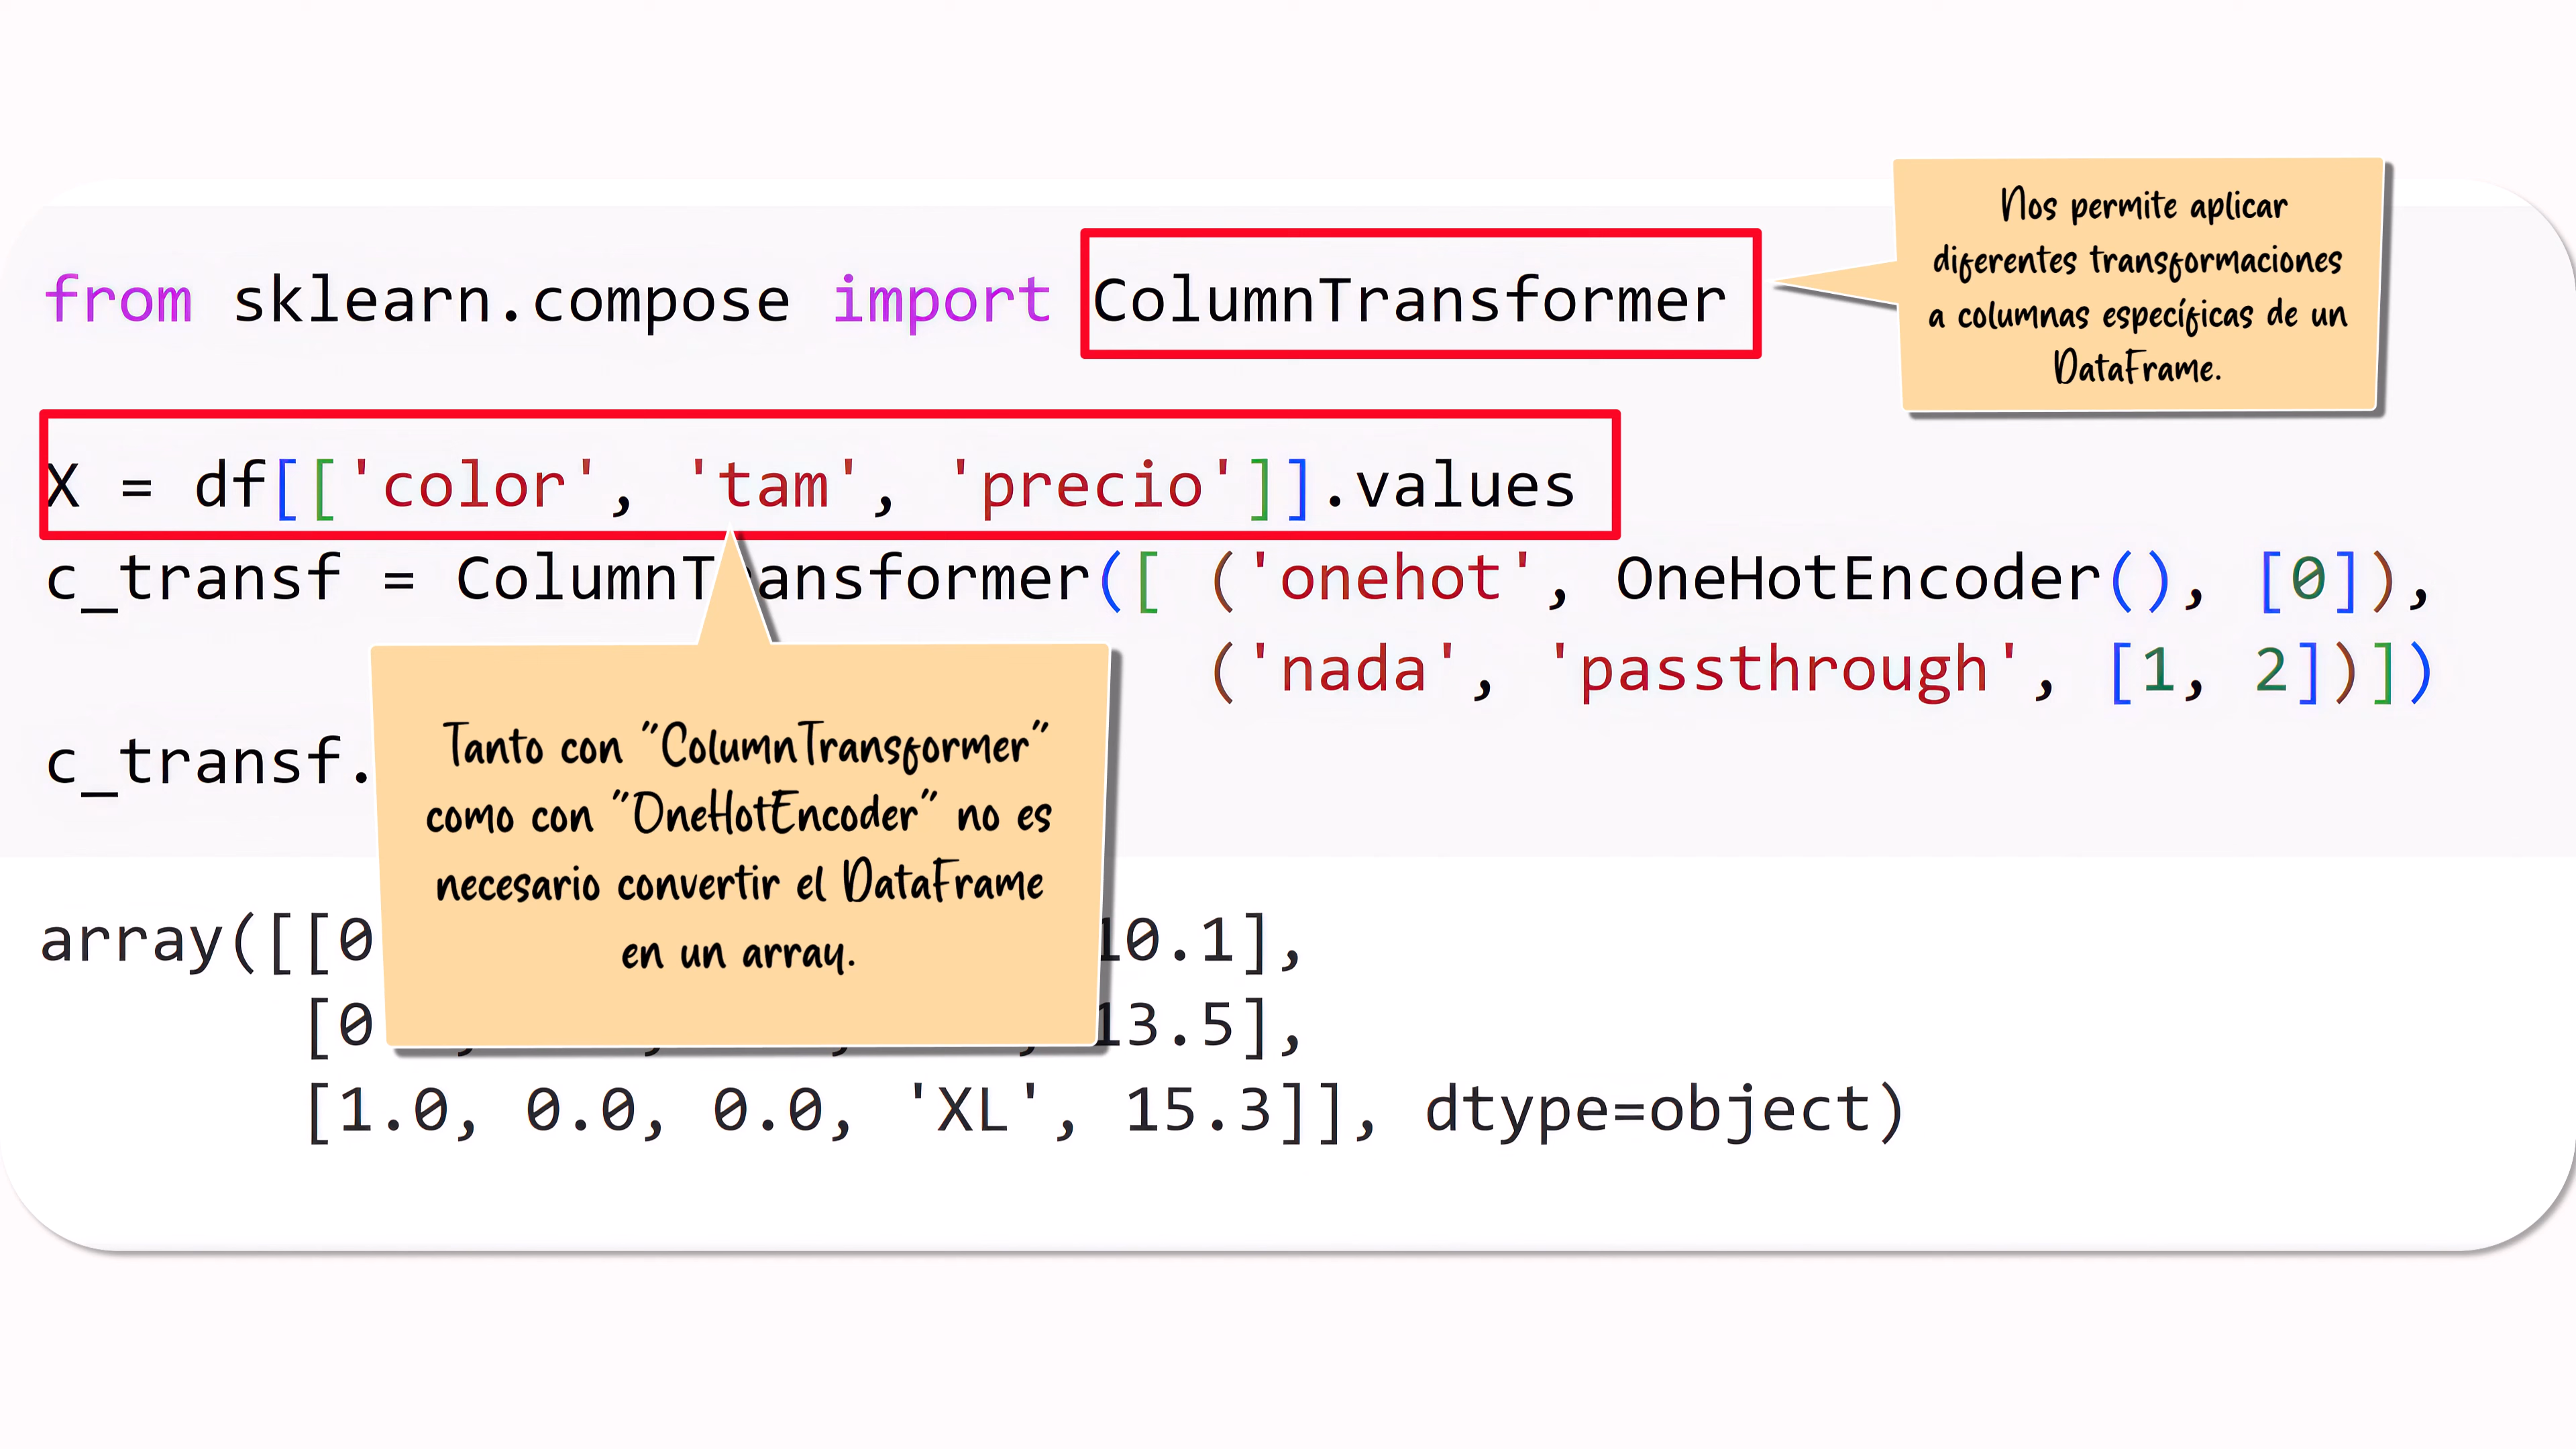 from sklearn.compose import ColumnTransformer
Nos permite aplicar
diferentes transformaciones
a columnas específicas de un
DataFrame.
X = df[['color', 'tam', 'precio']].values
c_transf = ColumnTransformer([ ('onehot', OneHotEncoder(), [0]),
('nada', 'passthrough', [1, 2])])
c_transf.
Tanto con "ColumnTransformer"
como con "OneHotEncoder" no es
necesario convertir el DataFrame
en un array.
array([[0 10.1],
[0 13.5],
[1.0, 0.0, 0.0, 'XL', 15.3]], dtype=object)